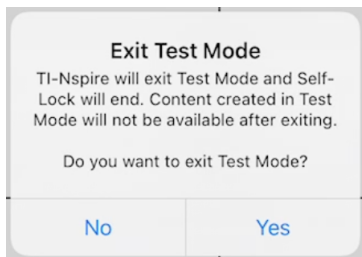 Exit Test Mode
TI-Nspire will exit Test Mode and Self-
Lock will end. Content created in Test
Mode will not be available after exiting.
Do you want to exit Test Mode?
No
Yes